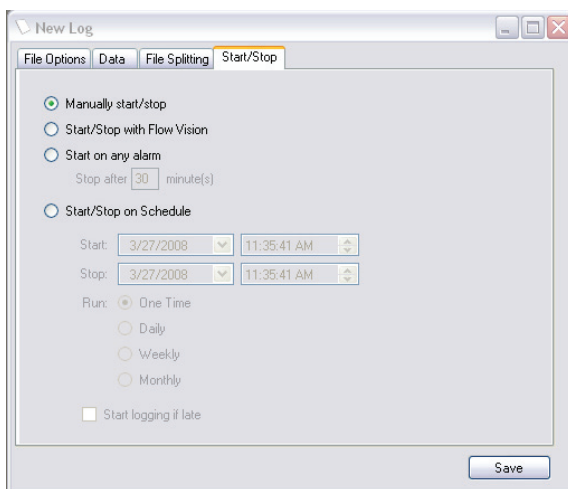 New Log
File Options Data File Splitting Start/Stop
Manually start/stop
Start/Stop with Flow Vision
Start on any alarm
Stop after 30 minute(s)
Start/Stop on Schedule
Start: 3/27/2008 11:35:41 AM
Stop: 3/27/2008 11:35:41 AM
Run: One Time
Daily
Weekly
Monthly
Start logging if late
Save